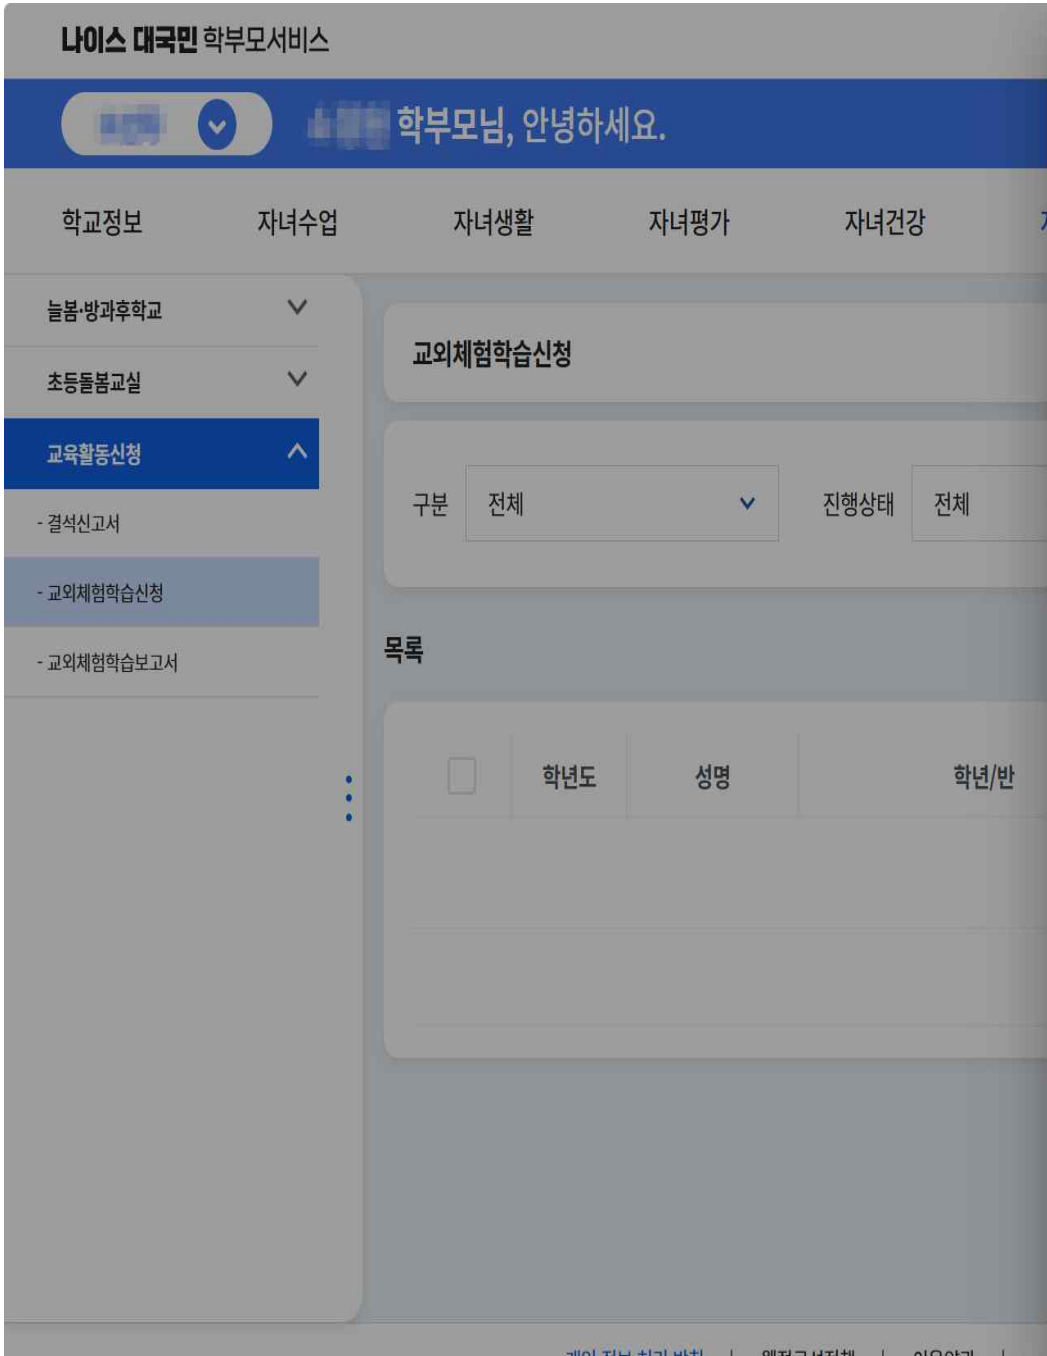 나이스 대국민 학부모서비스
학부모님, 안녕하세요.
학교정보 자녀수업 자녀생활 자녀평가 자녀건강
늘봄·방과후학교
초등돌봄교실
교육활동신청
- 결석신고서
- 교외체험학습신청
- 교외체험학습보고서
교외체험학습신청
구분 전체 진행상태 전체
목록
학년도 성명 학년/반